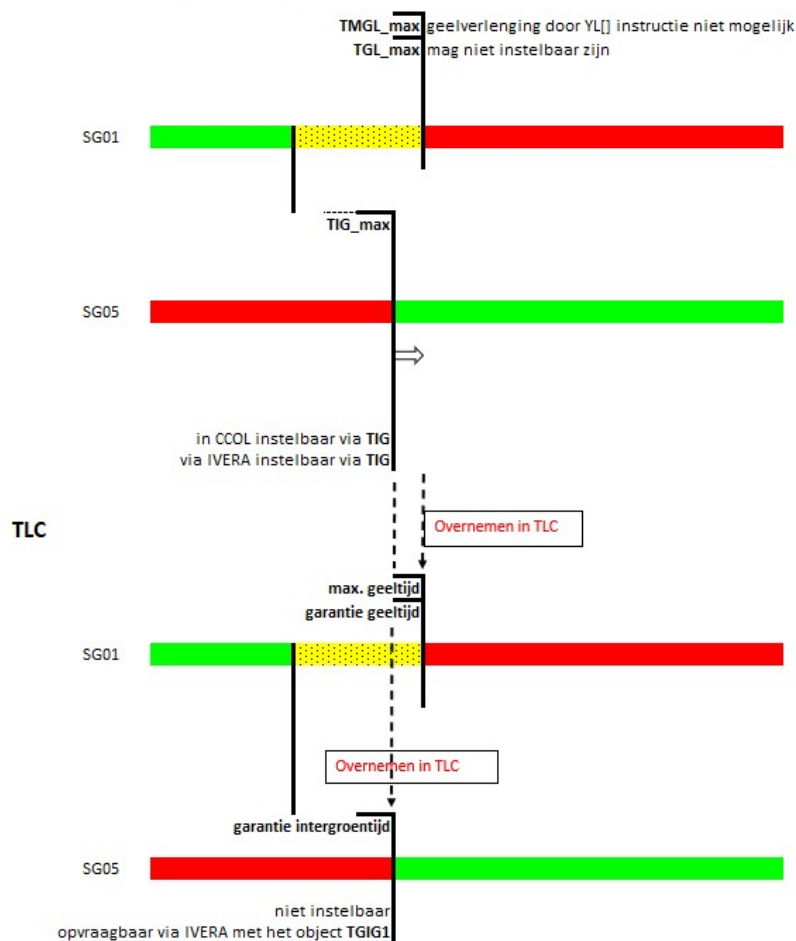 TMGL_max geelverlenging door YL[] instructie niet mogelijk
TGL_max mag niet instelbaar zijn
SG01
TIG_max
SG05
in CCOL instelbaar via TIG
via IVERA instelbaar via TIG
TLC
Overnemen in TLC
max. geeltijd
garantie geeltijd
SG01
Overnemen in TLC
garantie intergroentijd
SG05
niet instelbaar
opvraagbaar via IVERA met het object TGIG1